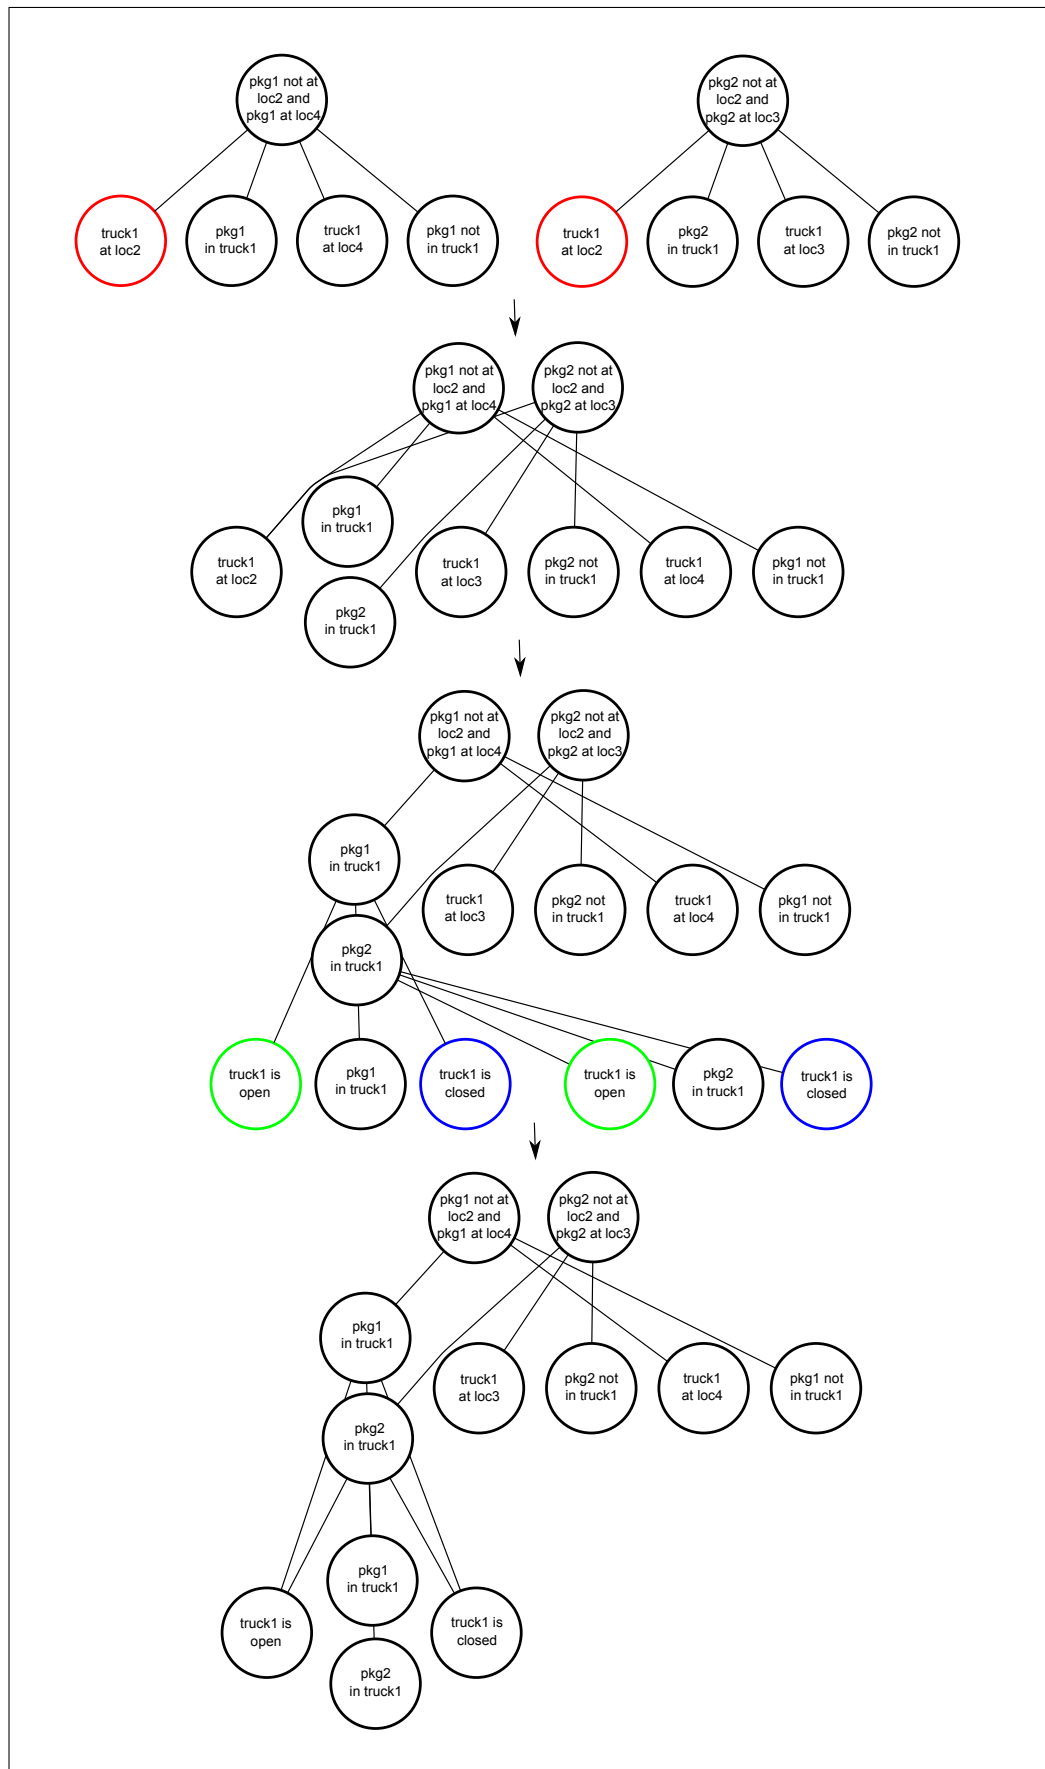 pkg1 not at
loc2 and
pkg1 at loc4
pkg2 not at
loc2 and
pkg2 at loc3
truck1
at loc2
pkg1
in truck1
truck1
at loc4
pkg1 not
in truck1
truck1
at loc2
pkg2
in truck1
truck1
at loc3
pkg2 not
in truck1
pkg1 not at
loc2 and
pkg1 at loc4
pkg2 not at
loc2 and
pkg2 at loc3
pkg1
in truck1
truck1
at loc2
truck1
at loc3
pkg2 not
in truck1
truck1
at loc4
pkg1 not
in truck1
pkg2
in truck1
pkg1 not at
loc2 and
pkg1 at loc4
pkg2 not at
loc2 and
pkg2 at loc3
pkg1
in truck1
truck1
at loc3
pkg2 not
in truck1
truck1
at loc4
pkg1 not
in truck1
pkg2
in truck1
truck1 is
open
pkg1
in truck1
truck1 is
closed
truck1 is
open
pkg2
in truck1
truck1 is
closed
pkg1 not at
loc2 and
pkg1 at loc4
pkg2 not at
loc2 and
pkg2 at loc3
pkg1
in truck1
truck1
at loc3
pkg2 not
in truck1
truck1
at loc4
pkg1 not
in truck1
pkg2
in truck1
pkg1
in truck1
truck1 is
open
truck1 is
closed
pkg2
in truck1